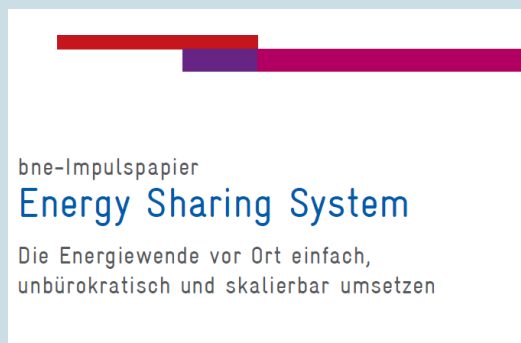 bne-Impulspapier
Energy Sharing System
Die Energiewende vor Ort einfach,
unbürokratisch und skalierbar umsetzen